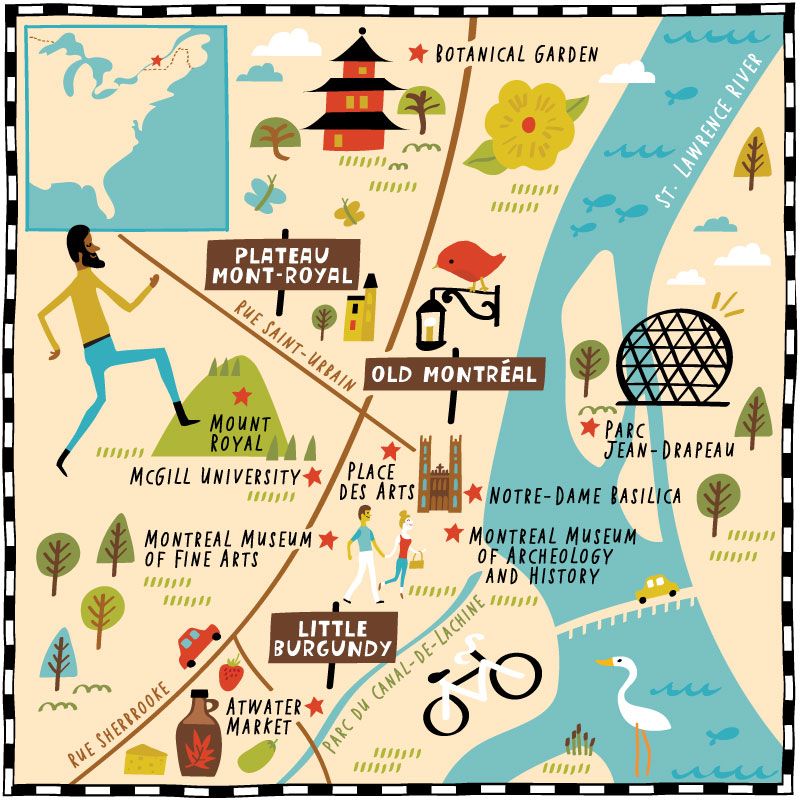 BOTANICAL GARDEN
ST. LAWRENCE RIVER
PLATEAU
MONT-ROYAL
RUE SAINT-URBAIN
OLD MONTRÉAL
MOUNT
ROYAL
PARC
JEAN-DRAPEAU
MCGILL UNIVERSITY
PLACE
DES ARTS
NOTRE-DAME BASILICA
MONTREAL MUSEUM
OF FINE ARTS
MONTREAL MUSEUM
OF ARCHEOLOGY
AND HISTORY
LITTLE
BURGUNDY
PARC DU CANAL-DE-LACHINE
RUE SHERBROOKE
ATWATER
MARKET